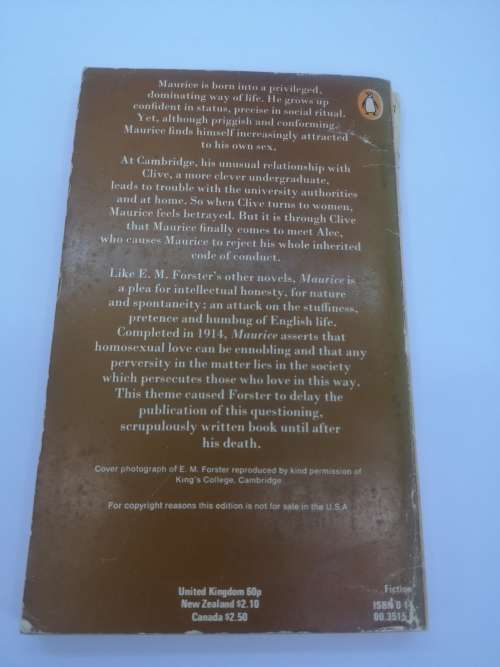 Maurice is born into a privileged,
dominating way of life. He grows up
confident in status, precise in social ritual.
Yet, although priggish and conforming,
Maurice finds himself increasingly attracted
to his own sex.
At Cambridge, his unusual relationship with
Clive, a more clever undergraduate,
leads to trouble with the university authorities
and at home. So when Clive turns to women,
Maurice feels betrayed. But it is through Clive
that Maurice finally comes to meet Alec,
who causes Maurice to reject his whole inherited
code of conduct.
Like E. M. Forster's other novels, Maurice is
a plea for intellectual honesty, for nature
and spontaneity; an attack on the stuffiness,
pretence and humbug of English life.
Completed in 1914, Maurice asserts that
homosexual love can be ennobling and that any
perversity in the matter lies in the society
which persecutes those who love in this way.
This theme caused Forster to delay the
publication of this questioning,
scrupulously written book until after
his death.
Cover photograph of E. M. Forster reproduced by kind permission of
King's College, Cambridge
For copyright reasons this edition is not for sale in the U.S.A
United Kingdom 60p
New Zealand $2.10
Canada $2.50
Fiction
ISBN 0 14
00.3515